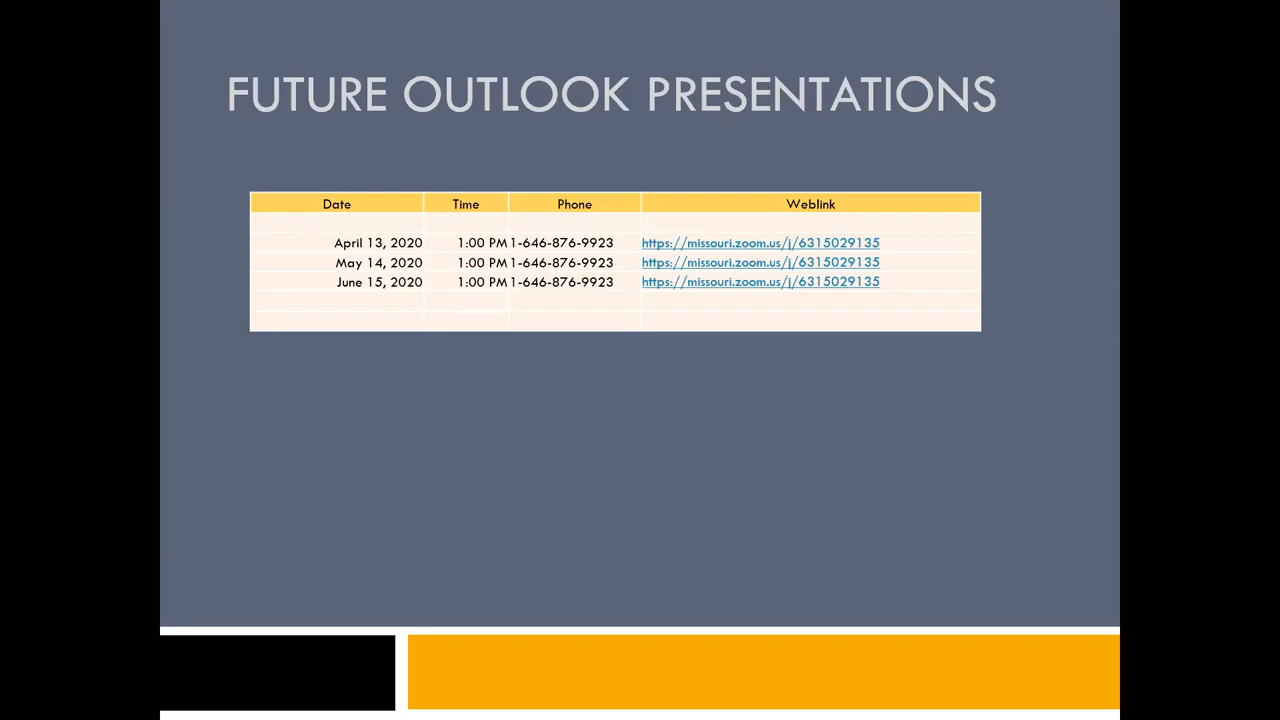 FUTURE OUTLOOK PRESENTATIONS
Date Time Phone Weblink
April 13, 2020 1:00 PM 1-646-876-9923 https://missouri.zoom.us/j/6315029135
May 14, 2020 1:00 PM 1-646-876-9923 https://missouri.zoom.us/j/6315029135
June 15, 2020 1:00 PM 1-646-876-9923 https://missouri.zoom.us/j/6315029135